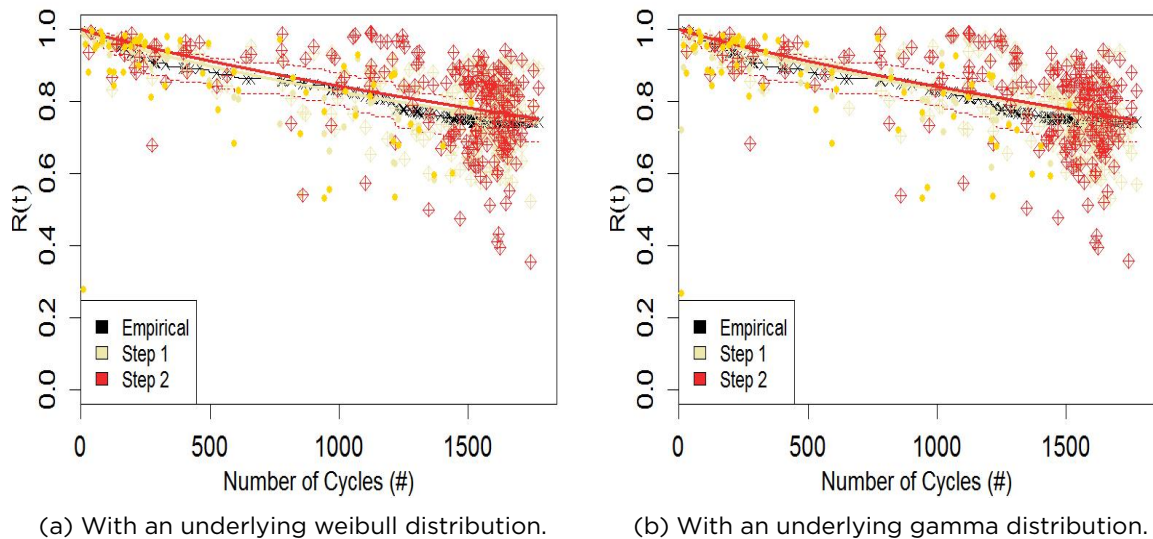 R(t)
1.0
0.8
0.6
0.4
0.2
0.0
Empirical
Step 1
Step 2
0 500 1000 1500
Number of Cycles (#)
(a) With an underlying weibull distribution.
R(t)
1.0
0.8
0.6
0.4
0.2
0.0
Empirical
Step 1
Step 2
0 500 1000 1500
Number of Cycles (#)
(b) With an underlying gamma distribution.